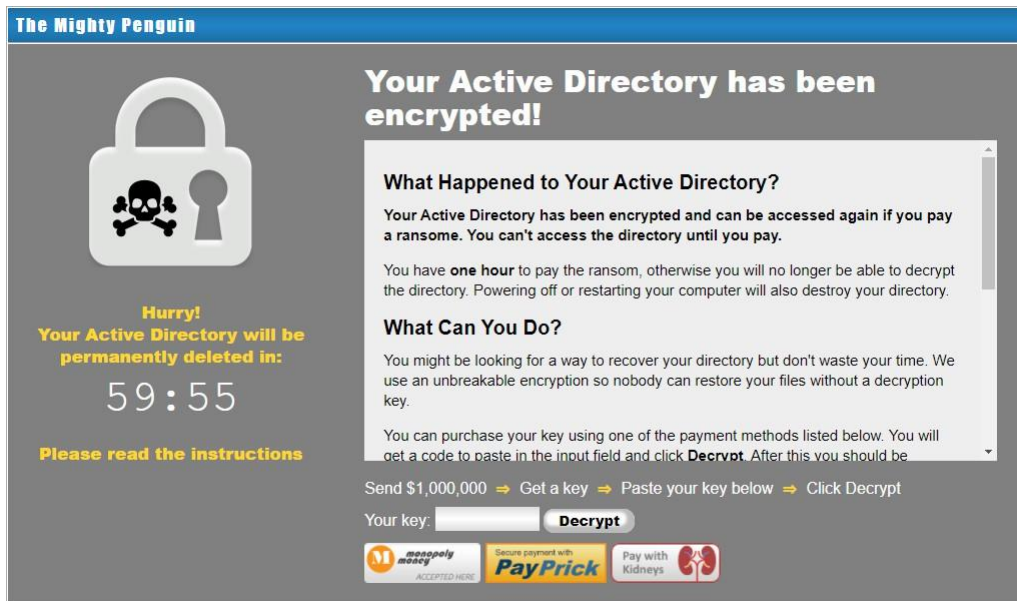 The Mighty Penguin
Your Active Directory has been
encrypted!
What Happened to Your Active Directory?
Your Active Directory has been encrypted and can be accessed again if you pay
a ransome. You can't access the directory until you pay.
You have one hour to pay the ransom, otherwise you will no longer be able to decrypt
the directory. Powering off or restarting your computer will also destroy your directory.
What Can You Do?
You might be looking for a way to recover your directory but don't waste your time. We
use an unbreakable encryption so nobody can restore your files without a decryption
key.
You can purchase your key using one of the payment methods listed below. You will
get a code to paste in the input field and click Decrypt. After this you should be
Hurry!
Your Active Directory will be
permanently deleted in:
59:55
Please read the instructions
Send $1,000,000 ⇒ Get a key ⇒ Paste your key below ⇒ Click Decrypt
Your key: Decrypt
M monopoly
money
ACCEPTED HERE
Secure payment with
PayPrick
Pay with
Kidneys